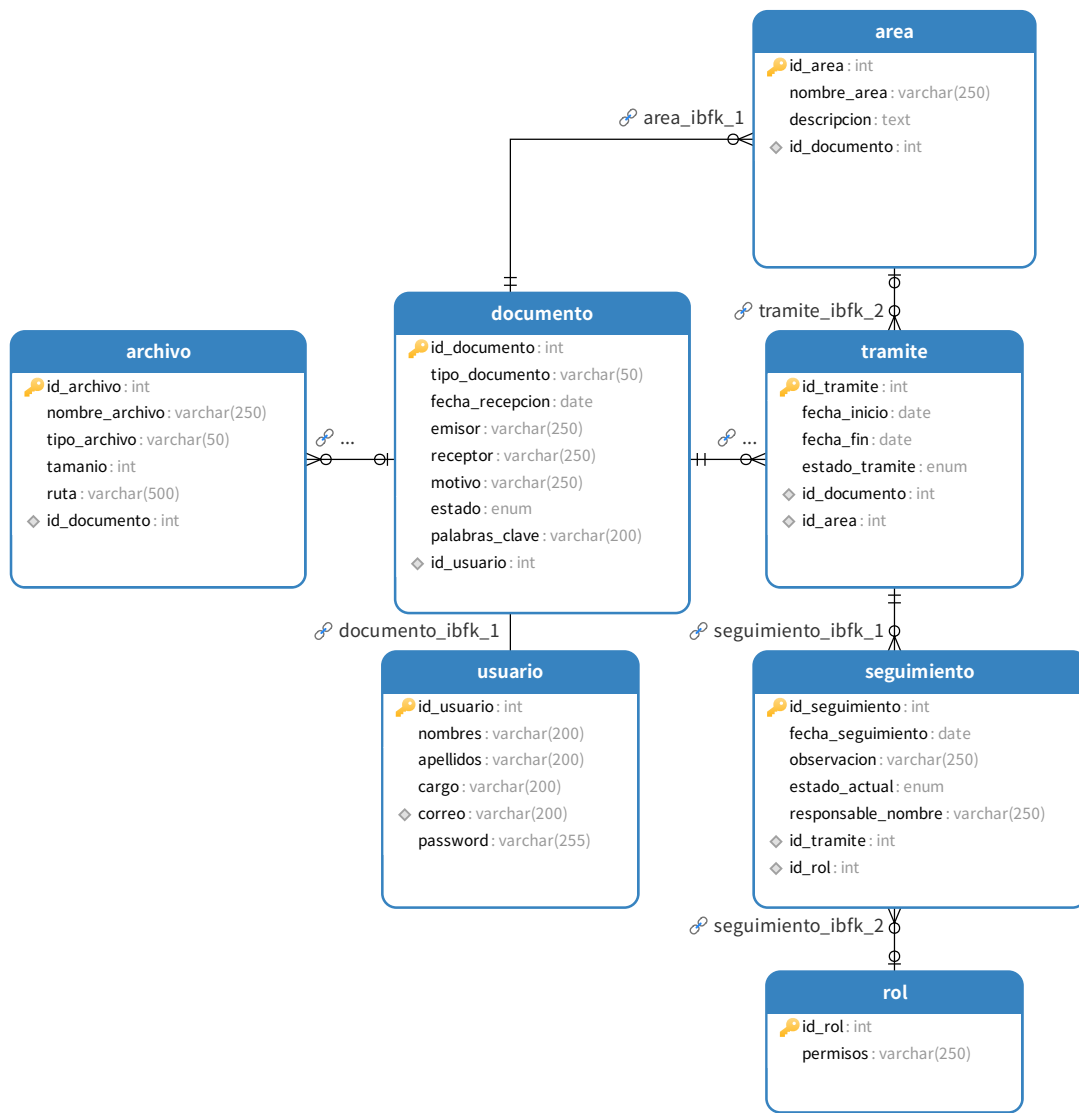 area
id_area : int
nombre_area : varchar(250)
descripcion : text
id_documento : int
area_ibfk_1
documento
id_documento : int
tipo_documento : varchar(50)
fecha_recepcion : date
emisor : varchar(250)
receptor : varchar(250)
motivo : varchar(250)
estado : enum
palabras_clave : varchar(200)
id_usuario : int
archivo
id_archivo : int
nombre_archivo : varchar(250)
tipo_archivo : varchar(50)
tamanio : int
ruta : varchar(500)
id_documento : int
...
...
tramite_ibfk_2
tramite
id_tramite : int
fecha_inicio : date
fecha_fin : date
estado_tramite : enum
id_documento : int
id_area : int
documento_ibfk_1
usuario
id_usuario : int
nombres : varchar(200)
apellidos : varchar(200)
cargo : varchar(200)
correo : varchar(200)
password : varchar(255)
seguimiento_ibfk_1
seguimiento
id_seguimiento : int
fecha_seguimiento : date
observacion : varchar(250)
estado_actual : enum
responsable_nombre : varchar(250)
id_tramite : int
id_rol : int
seguimiento_ibfk_2
rol
id_rol : int
permisos : varchar(250)